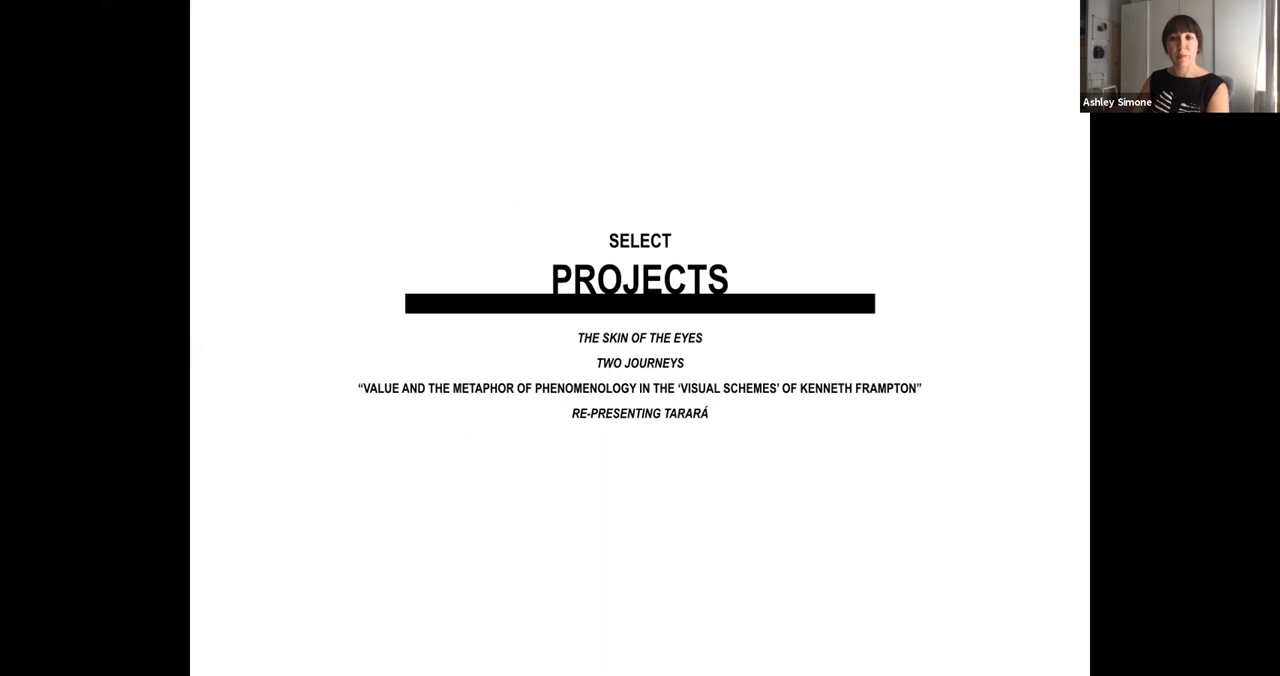 SELECT
PROJECTS
THE SKIN OF THE EYES
TWO JOURNEYS
“VALUE AND THE METAPHOR OF PHENOMENOLOGY IN THE ‘VISUAL SCHEMES’ OF KENNETH FRAMPTON”
RE-PRESENTING TARARÁ
Ashley Simone